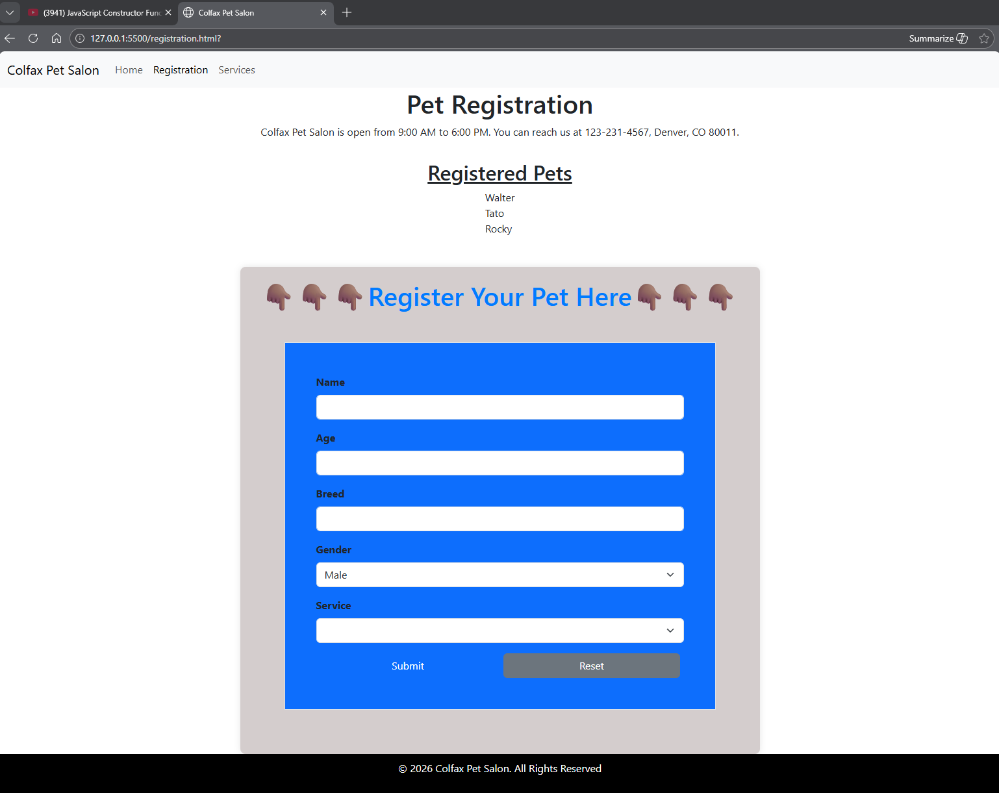 (3941) JavaScript Constructor Func
Colfax Pet Salon
127.0.0.1:5500/registration.html?
Summarize
Colfax Pet Salon Home Registration Services
Pet Registration
Colfax Pet Salon is open from 9:00 AM to 6:00 PM. You can reach us at 123-231-4567, Denver, CO 80011.
Registered Pets
Walter
Tato
Rocky
Register Your Pet Here
Name
Age
Breed
Gender
Male
Service
Submit Reset
© 2026 Colfax Pet Salon. All Rights Reserved